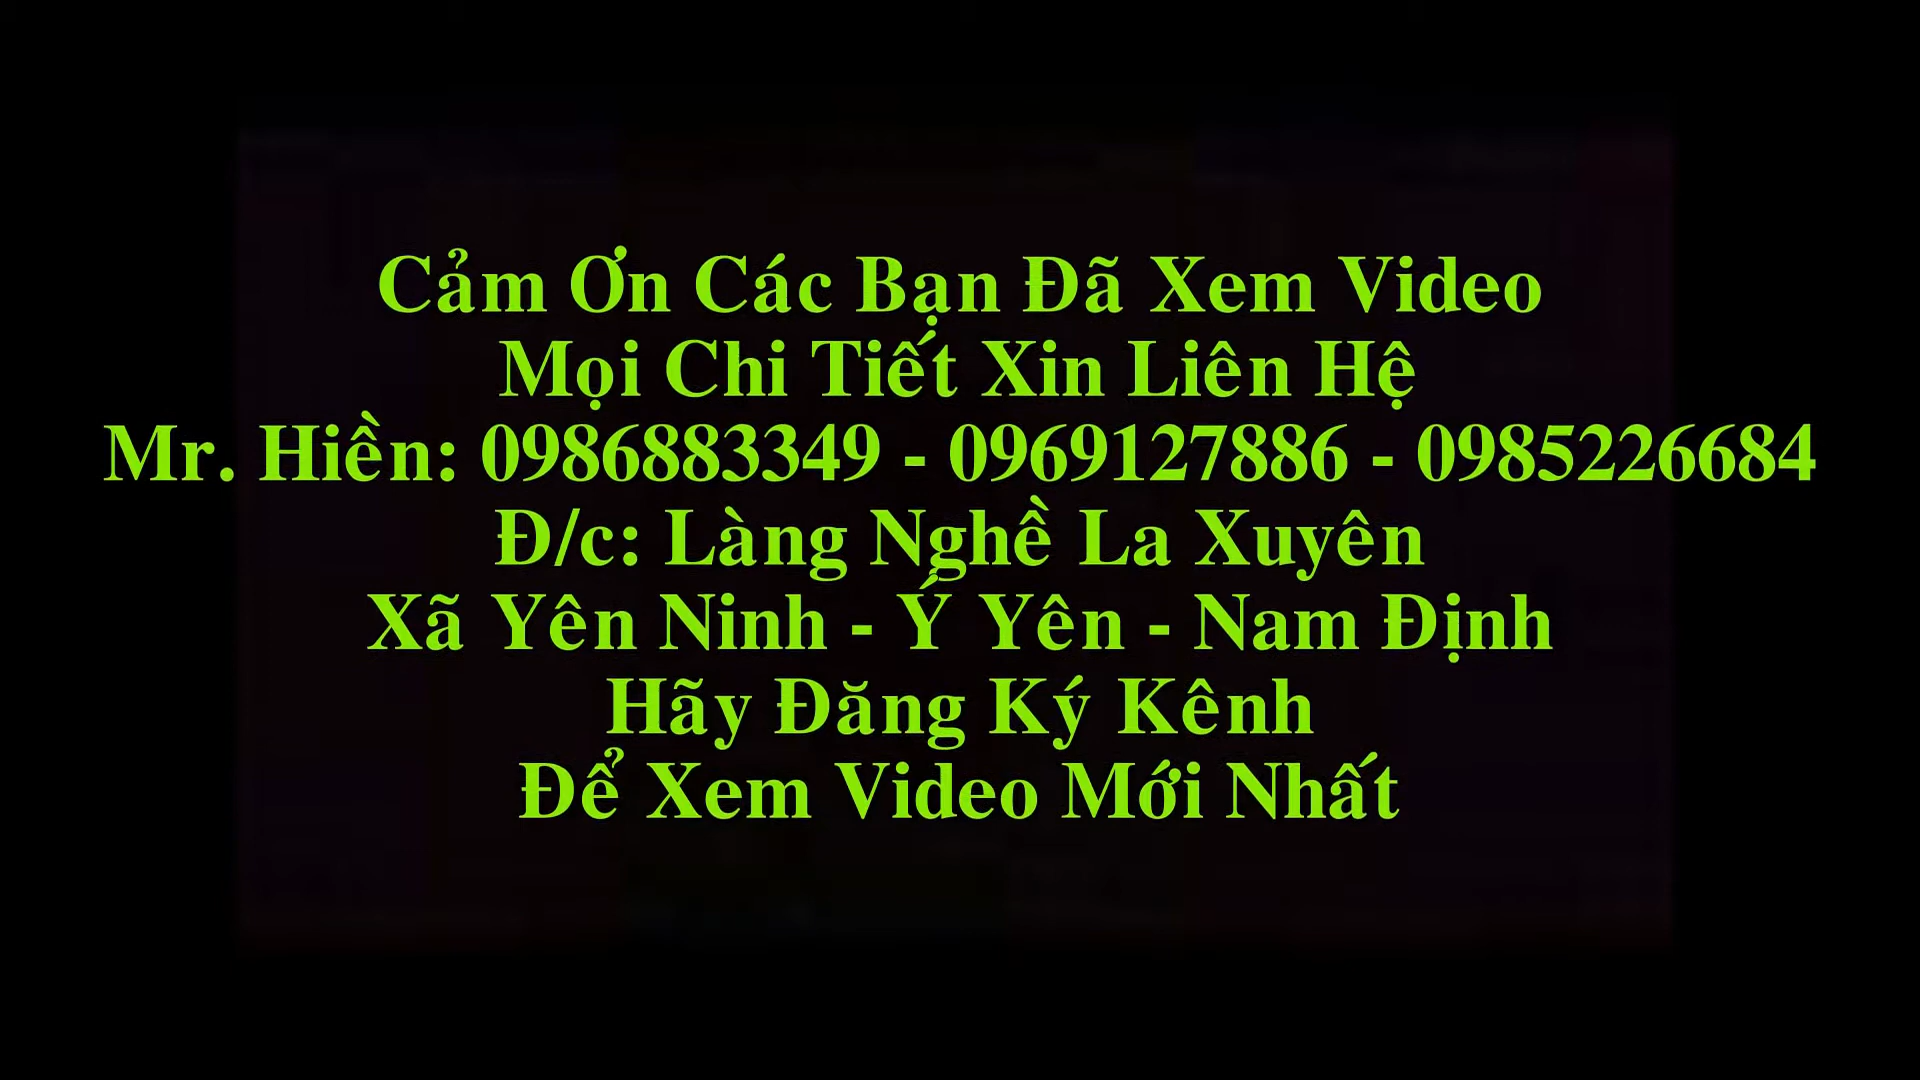 Cảm Ơn Các Bạn Đã Xem Video
Mọi Chi Tiết Xin Liên Hệ
Mr. Hiền: 0986883349 - 0969127886 - 0985226684
Đ/c: Làng Nghề La Xuyên
Xã Yên Ninh - Ý Yên - Nam Định
Hãy Đăng Ký Kênh
Để Xem Video Mới Nhất